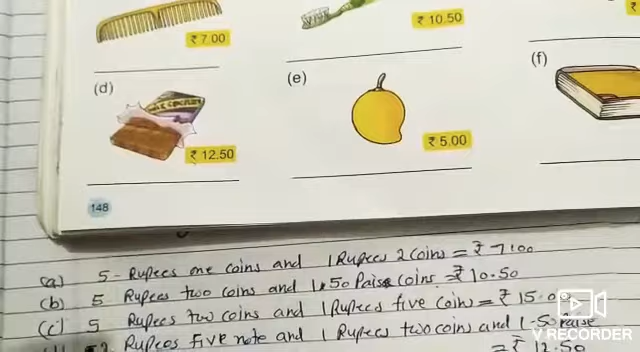 ₹ 7.00
₹ 10.50
(d)
(e)
(f)
₹ 12.50
₹ 5.00
148
(a) 5-Rupees one coins and 1 Rupees 2 Coins = ₹ 7.00
(b) 5 Rupees two coins and 1, 50 Paise Coins = ₹ 10.50
(c) 5 Rupees two coins and 1 Rupees five Coins = ₹ 15.00
Rupees five note and 1 Rupees two coins and 1-50 Paise
= ₹ 12.50
V RECORDER